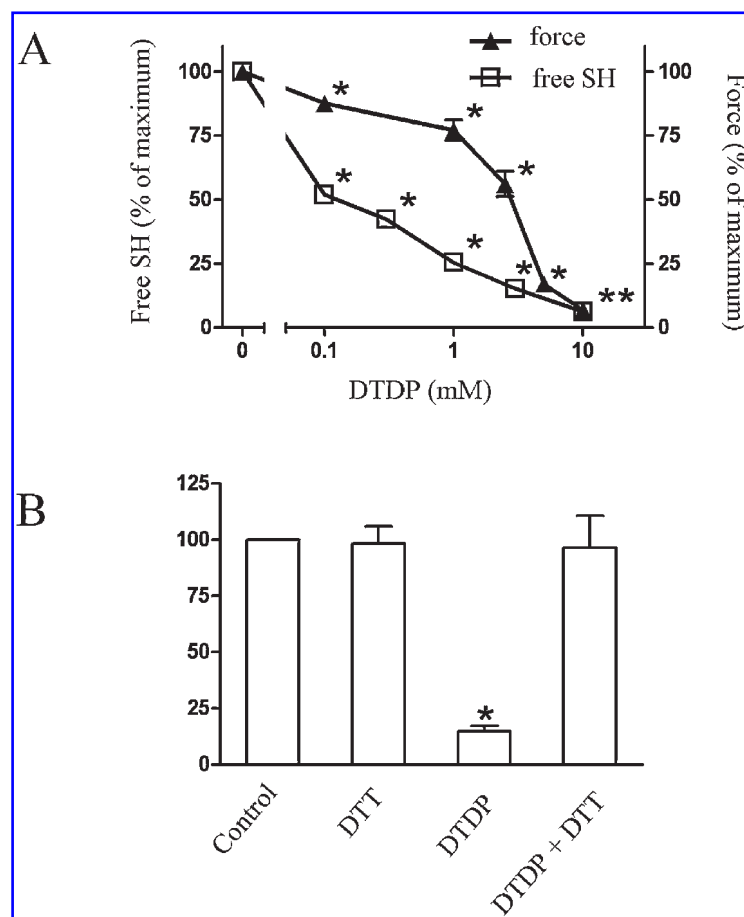 A
force
free SH
Free SH (% of maximum)
100
75
50
25
0
100
75
50
25
0
Force (% of maximum)
*
*
*
*
*
*
*
*
**
0
0.1
1
10
DTDP (mM)
B
125
100
75
50
25
0
*
Control
DTT
DTDP
DTDP + DTT